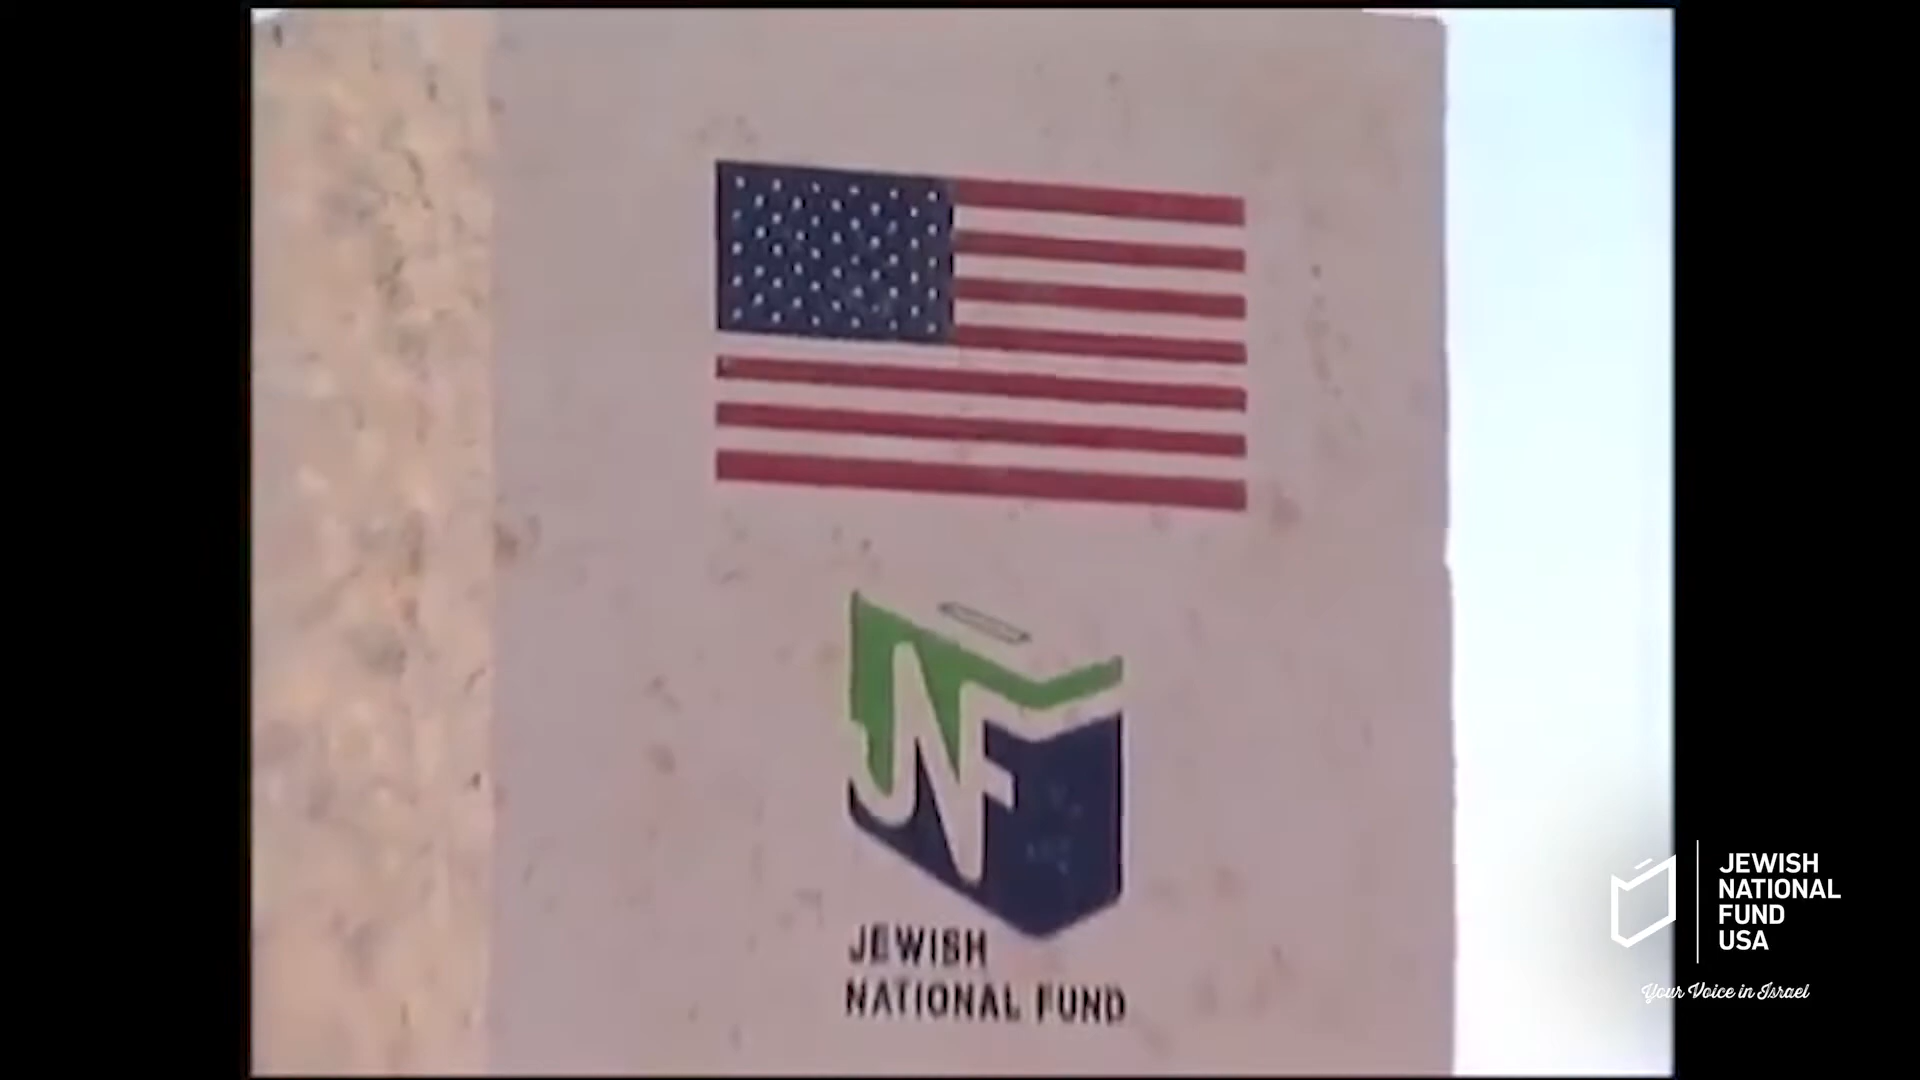 JNF
JEWISH
NATIONAL FUND
JEWISH
NATIONAL
FUND
USA
Your Voice in Israel